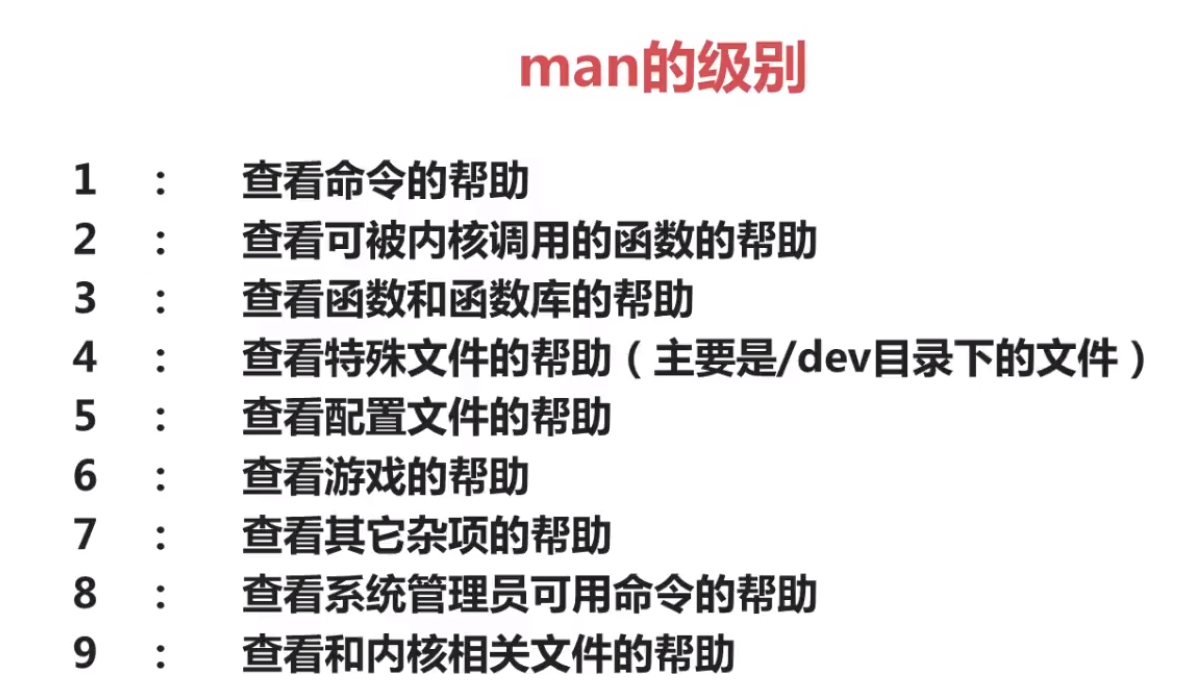 man的级别
1 ： 查看命令的帮助
2 ： 查看可被内核调用的函数的帮助
3 ： 查看函数和函数库的帮助
4 ： 查看特殊文件的帮助（主要是/dev目录下的文件）
5 ： 查看配置文件的帮助
6 ： 查看游戏的帮助
7 ： 查看其它杂项的帮助
8 ： 查看系统管理员可用命令的帮助
9 ： 查看和内核相关文件的帮助